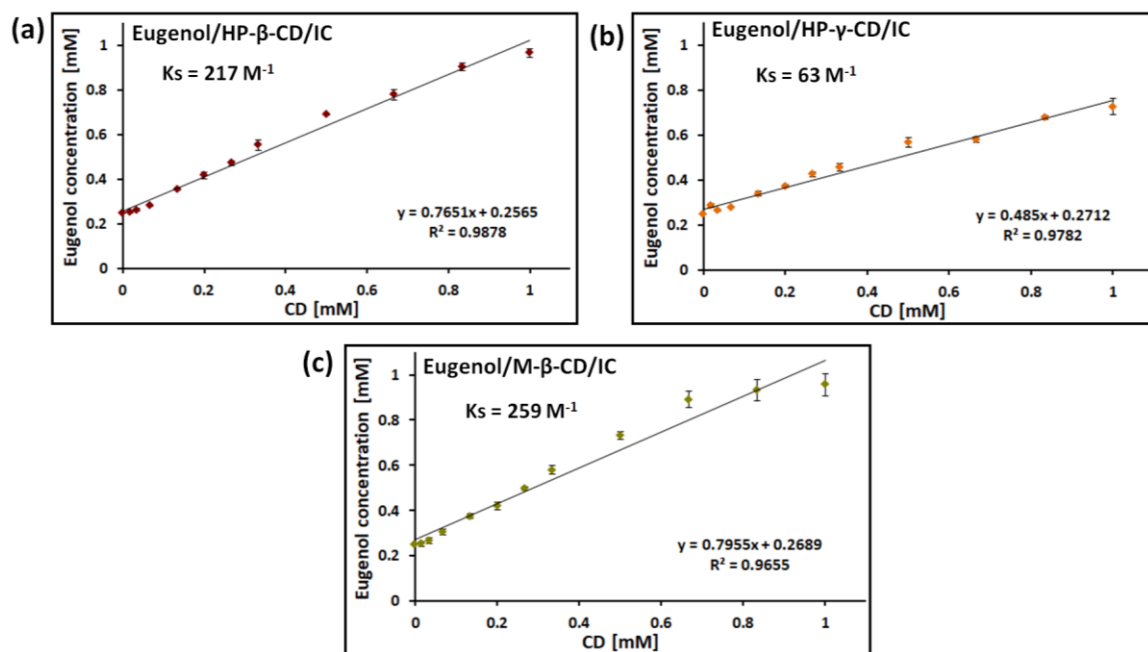 (a)
Eugenol/HP-β-CD/IC
Ks = 217 M⁻¹
Eugenol concentration [mM]
1
0.8
0.6
0.4
0.2
0
y = 0.7651x + 0.2565
R² = 0.9878
0 0.2 0.4 0.6 0.8 1
CD [mM]
(b)
Eugenol/HP-γ-CD/IC
Ks = 63 M⁻¹
Eugenol concentration [mM]
1
0.8
0.6
0.4
0.2
0
y = 0.485x + 0.2712
R² = 0.9782
0 0.2 0.4 0.6 0.8 1
CD [mM]
(c)
Eugenol/M-β-CD/IC
Ks = 259 M⁻¹
Eugenol concentration [mM]
1
0.8
0.6
0.4
0.2
0
y = 0.7955x + 0.2689
R² = 0.9655
0 0.2 0.4 0.6 0.8 1
CD [mM]